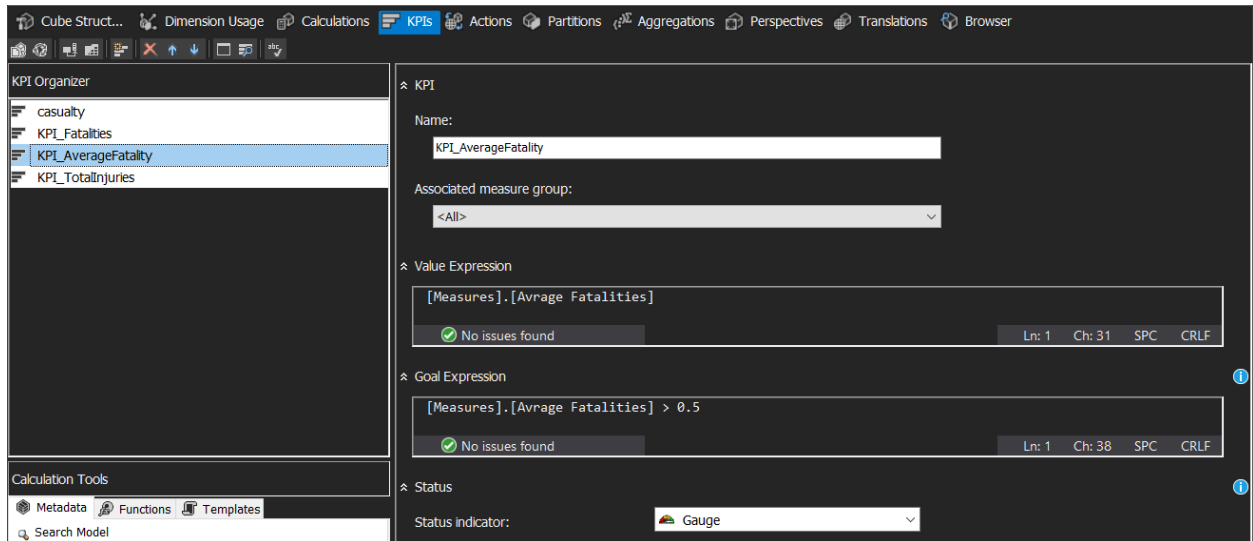 Cube Struct... Dimension Usage Calculations KPIs Actions Partitions Aggregations Perspectives Translations Browser
abc
KPI Organizer
casualty
KPI_Fatalities
KPI_AverageFatality
KPI_TotalInjuries
Calculation Tools
Metadata Functions Templates
Search Model
KPI
Name:
KPI_AverageFatality
Associated measure group:
<All>
Value Expression
[Measures].[Avrage Fatalities]
No issues found Ln: 1 Ch: 31 SPC CRLF
Goal Expression
[Measures].[Avrage Fatalities] > 0.5
No issues found Ln: 1 Ch: 38 SPC CRLF
Status
Status indicator: Gauge